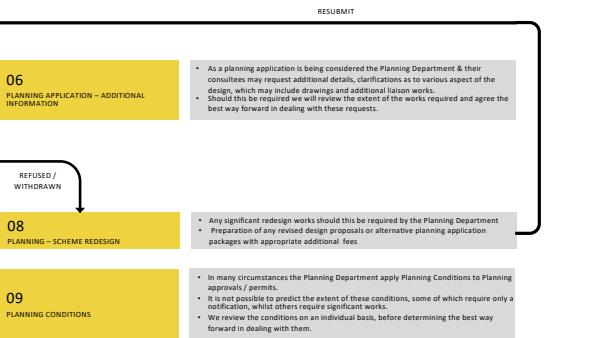 RESUBMIT
06
PLANNING APPLICATION – ADDITIONAL
INFORMATION
• As a planning application is being considered the Planning Department & their
consultees may request additional details, clarifications as to various aspect of the
design, which may include drawings and additional liaison works.
• Should this be required we will review the extent of the works required and agree the
best way forward in dealing with these requests.
REFUSED /
WITHDRAWN
08
PLANNING – SCHEME REDESIGN
• Any significant redesign works should this be required by the Planning Department
• Preparation of any revised design proposals or alternative planning application
packages with appropriate additional fees
09
PLANNING CONDITIONS
• In many circumstances the Planning Department apply Planning Conditions to Planning
approvals / permits.
• It is not possible to predict the extent of these conditions, some of which require only a
notification, whilst others require significant works.
• We review the conditions on an individual basis, before determining the best way
forward in dealing with them.